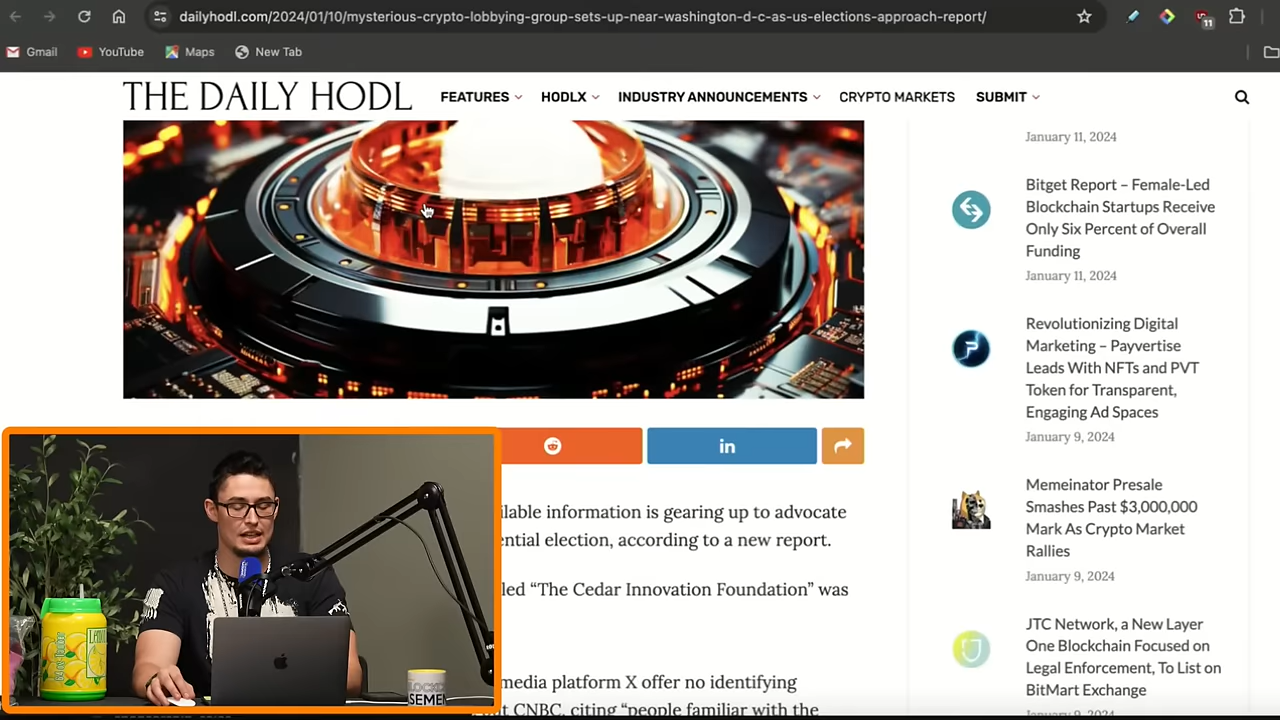 dailyhodl.com/2024/01/10/mysterious-crypto-lobbying-group-sets-up-near-washington-d-c-as-us-elections-approach-report/
11
Gmail
YouTube
Maps
New Tab
THE DAILY HODL
FEATURES
HODLX
INDUSTRY ANNOUNCEMENTS
CRYPTO MARKETS
SUBMIT
in
ilable information is gearing up to advocate
ential election, according to a new report.
led “The Cedar Innovation Foundation” was
media platform X offer no identifying
CNBC, citing “people familiar with the
January 11, 2024
Bitget Report – Female-Led
Blockchain Startups Receive
Only Six Percent of Overall
Funding
January 11, 2024
Revolutionizing Digital
Marketing – Payvertise
Leads With NFTs and PVT
Token for Transparent,
Engaging Ad Spaces
January 9, 2024
Memeinator Presale
Smashes Past $3,000,000
Mark As Crypto Market
Rallies
January 9, 2024
JTC Network, a New Layer
One Blockchain Focused on
Legal Enforcement, To List on
BitMart Exchange
January 9, 2024